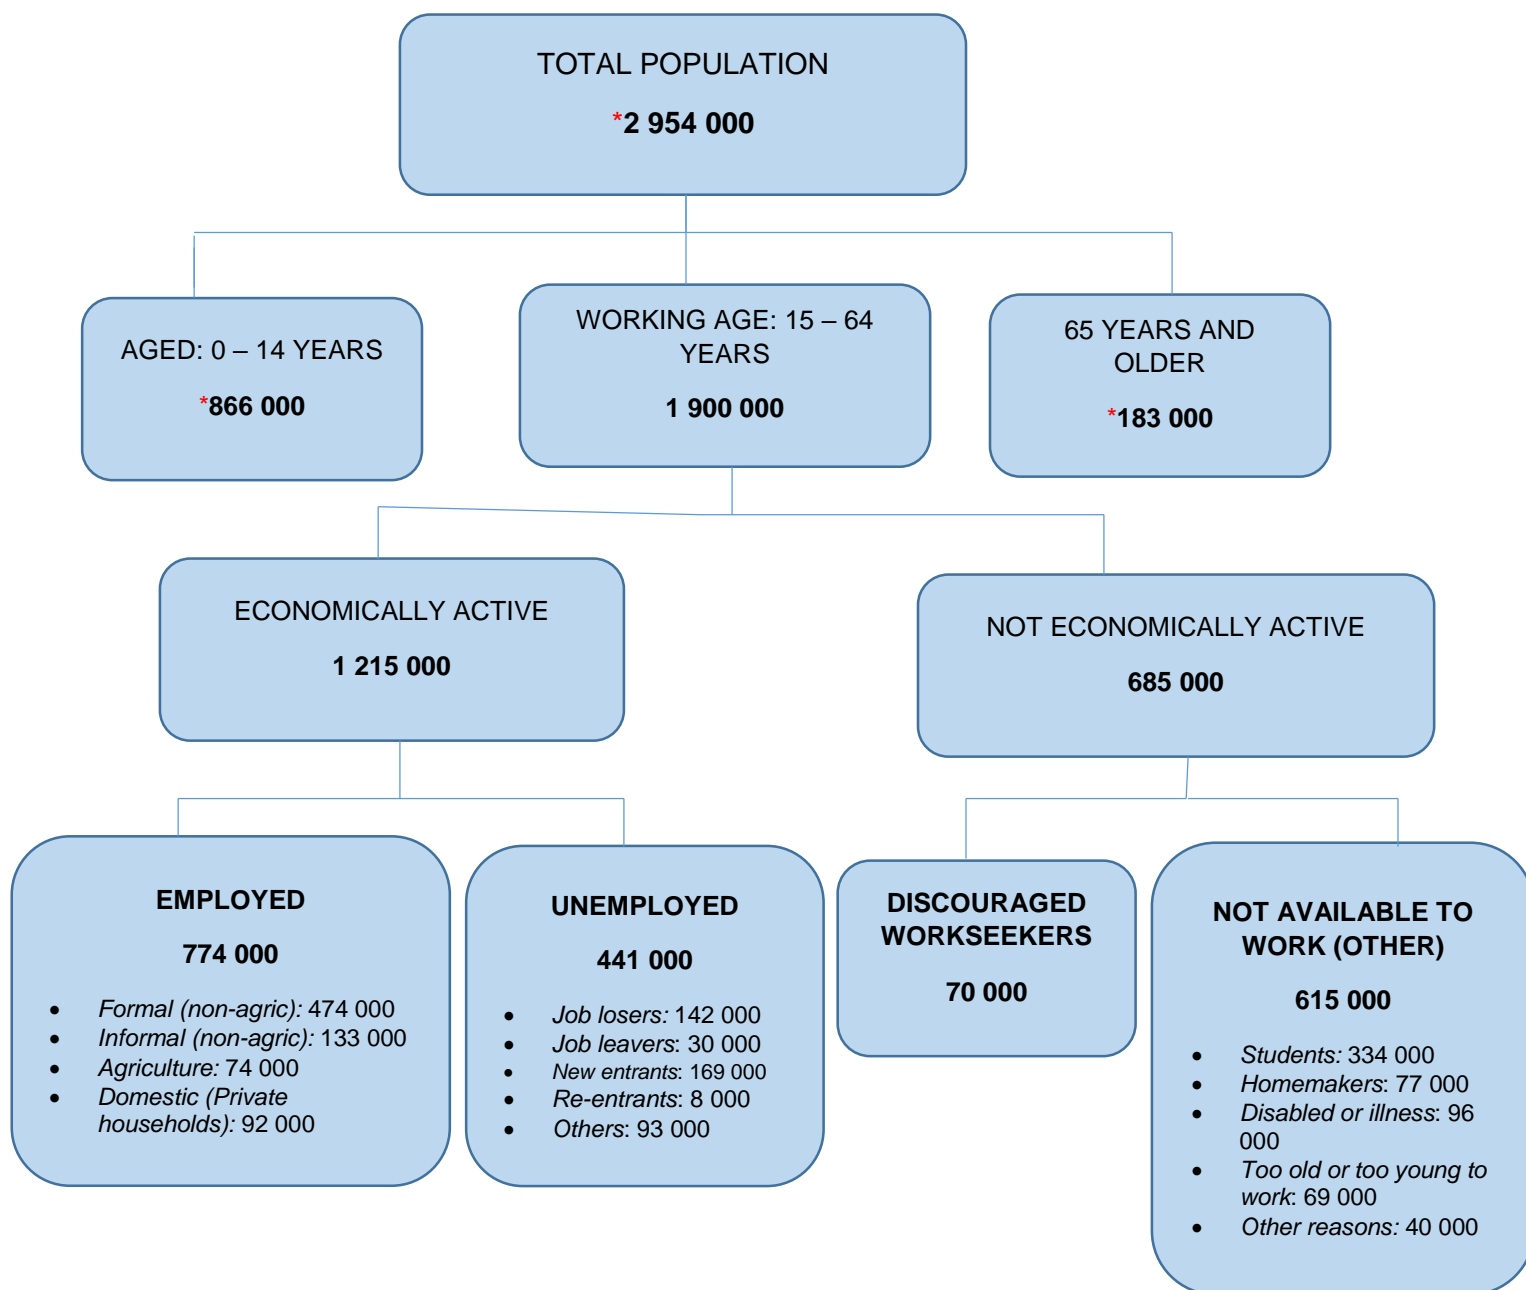 TOTAL POPULATION
*2 954 000
AGED: 0 – 14 YEARS
*866 000
WORKING AGE: 15 – 64
YEARS
1 900 000
65 YEARS AND
OLDER
*183 000
ECONOMICALLY ACTIVE
1 215 000
NOT ECONOMICALLY ACTIVE
685 000
EMPLOYED
774 000
• Formal (non-agric): 474 000
• Informal (non-agric): 133 000
• Agriculture: 74 000
• Domestic (Private
households): 92 000
UNEMPLOYED
441 000
• Job losers: 142 000
• Job leavers: 30 000
• New entrants: 169 000
• Re-entrants: 8 000
• Others: 93 000
DISCOURAGED
WORKSEEKERS
70 000
NOT AVAILABLE TO
WORK (OTHER)
615 000
• Students: 334 000
• Homemakers: 77 000
• Disabled or illness: 96
000
• Too old or too young to
work: 69 000
• Other reasons: 40 000